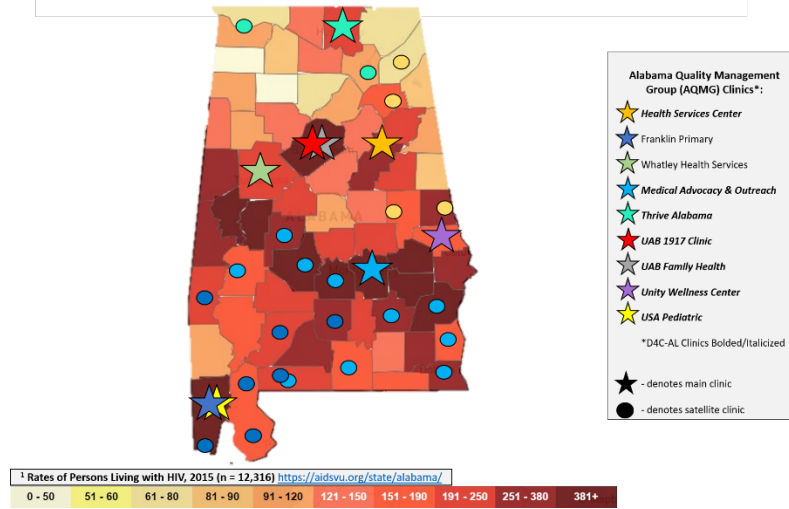 Alabama Quality Management
Group (AQMG) Clinics*:
Health Services Center
Franklin Primary
Whatley Health Services
Medical Advocacy & Outreach
Thrive Alabama
UAB 1917 Clinic
UAB Family Health
Unity Wellness Center
USA Pediatric
*D4C-AL Clinics Bolded/Italicized
- denotes main clinic
- denotes satellite clinic
ALABAMA
1 Rates of Persons Living with HIV, 2015 (n = 12,316) https://aidsvu.org/state/alabama/
0 - 50 51 - 60 61 - 80 81 - 90 91 - 120 121 - 150 151 - 190 191 - 250 251 - 380 381+